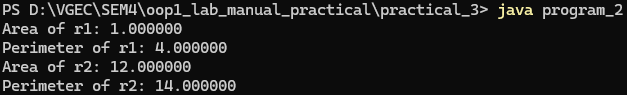 PS D:\VGEC\SEM4\oop1_lab_manual_practical\practical_3> java program_2
Area of r1: 1.000000
Perimeter of r1: 4.000000
Area of r2: 12.000000
Perimeter of r2: 14.000000